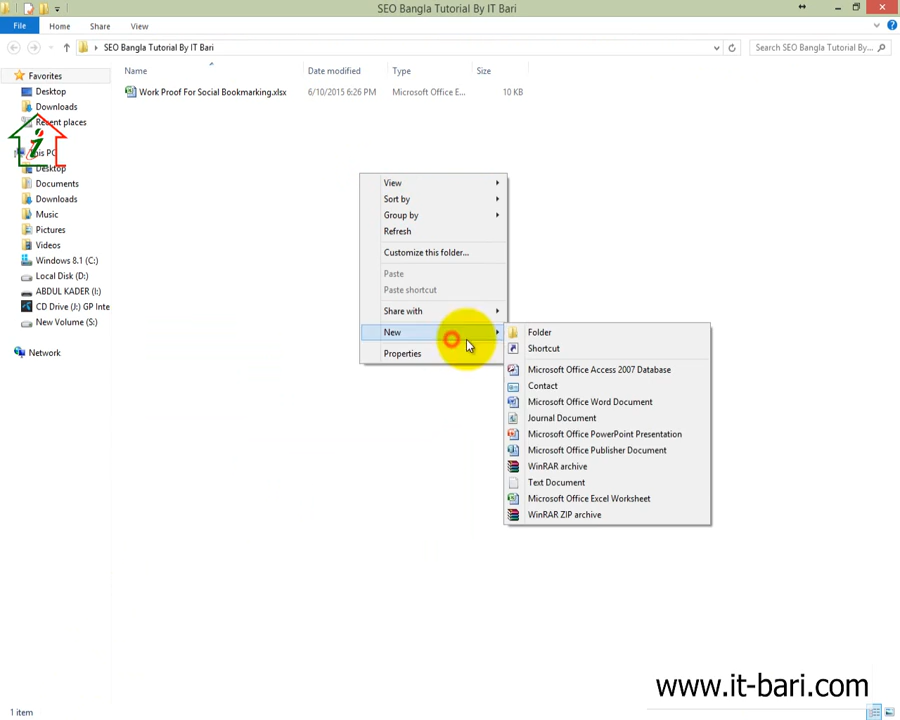 SEO Bangla Tutorial By IT Bari
File Home Share View
SEO Bangla Tutorial By IT Bari
Search SEO Bangla Tutorial By...
Name Date modified Type Size
Work Proof For Social Bookmarking.xlsx 6/10/2015 6:26 PM Microsoft Office E... 10 KB
Favorites
Desktop
Downloads
Recent places
This PC
Desktop
Documents
Downloads
Music
Pictures
Videos
Windows 8.1 (C:)
Local Disk (D:)
ABDUL KADER (I:)
CD Drive (J:) GP Inte
New Volume (S:)
Network
View
Sort by
Group by
Refresh
Customize this folder...
Paste
Paste shortcut
Share with
New
Properties
Folder
Shortcut
Microsoft Office Access 2007 Database
Contact
Microsoft Office Word Document
Journal Document
Microsoft Office PowerPoint Presentation
Microsoft Office Publisher Document
WinRAR archive
Text Document
Microsoft Office Excel Worksheet
WinRAR ZIP archive
www.it-bari.com
1 item